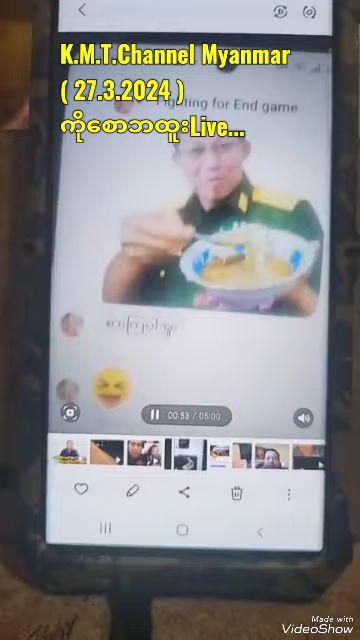 K.M.T.Channel Myanmar
( 27.3.2024 )
ကိုစောဘထူးLive...
Fighting for End game
00:53 / 05:00
Made with
VideoShow